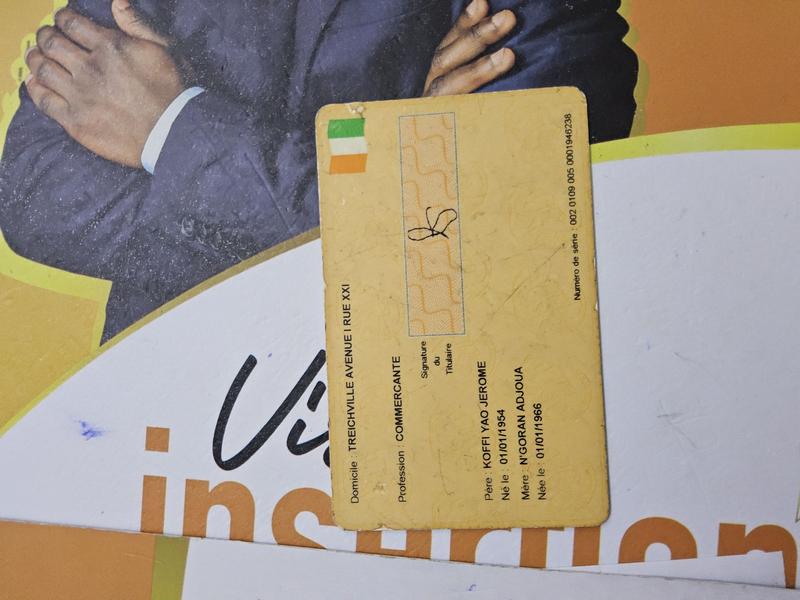 Domicile : TREICHVILLE AVENUE I RUE XXI
Profession : COMMERCANTE
Signature
du
Titulaire
Père : KOFFI YAO JEROME
Né le : 01/01/1954
Mère : N'GORAN ADJOUA
Née le : 01/01/1966
Numéro de série : 002 0109 005 0001946238